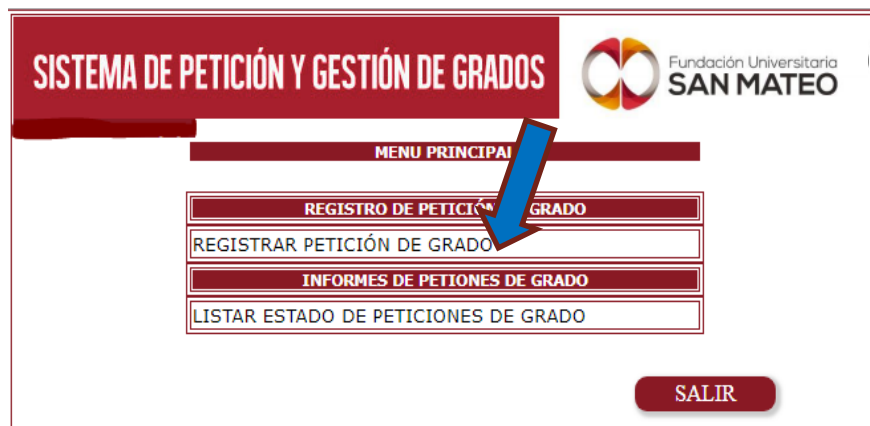 SISTEMA DE PETICIÓN Y GESTIÓN DE GRADOS
Fundación Universitaria
SAN MATEO
MENU PRINCIPAL
REGISTRO DE PETICIÓN GRADO
REGISTRAR PETICIÓN DE GRADO
INFORMES DE PETIONES DE GRADO
LISTAR ESTADO DE PETICIONES DE GRADO
SALIR